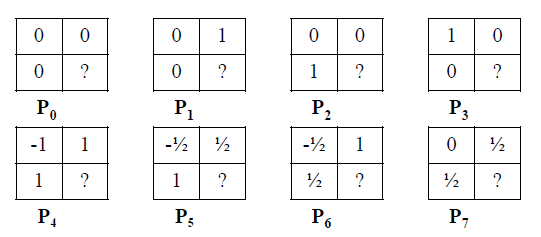 0 0 0 1 0 0 1 0
0 ? 0 ? 1 ? 0 ?
P0 P1 P2 P3
-1 1 -½ ½ -½ 1 0 ½
1 ? 1 ? ½ ? ½ ?
P4 P5 P6 P7